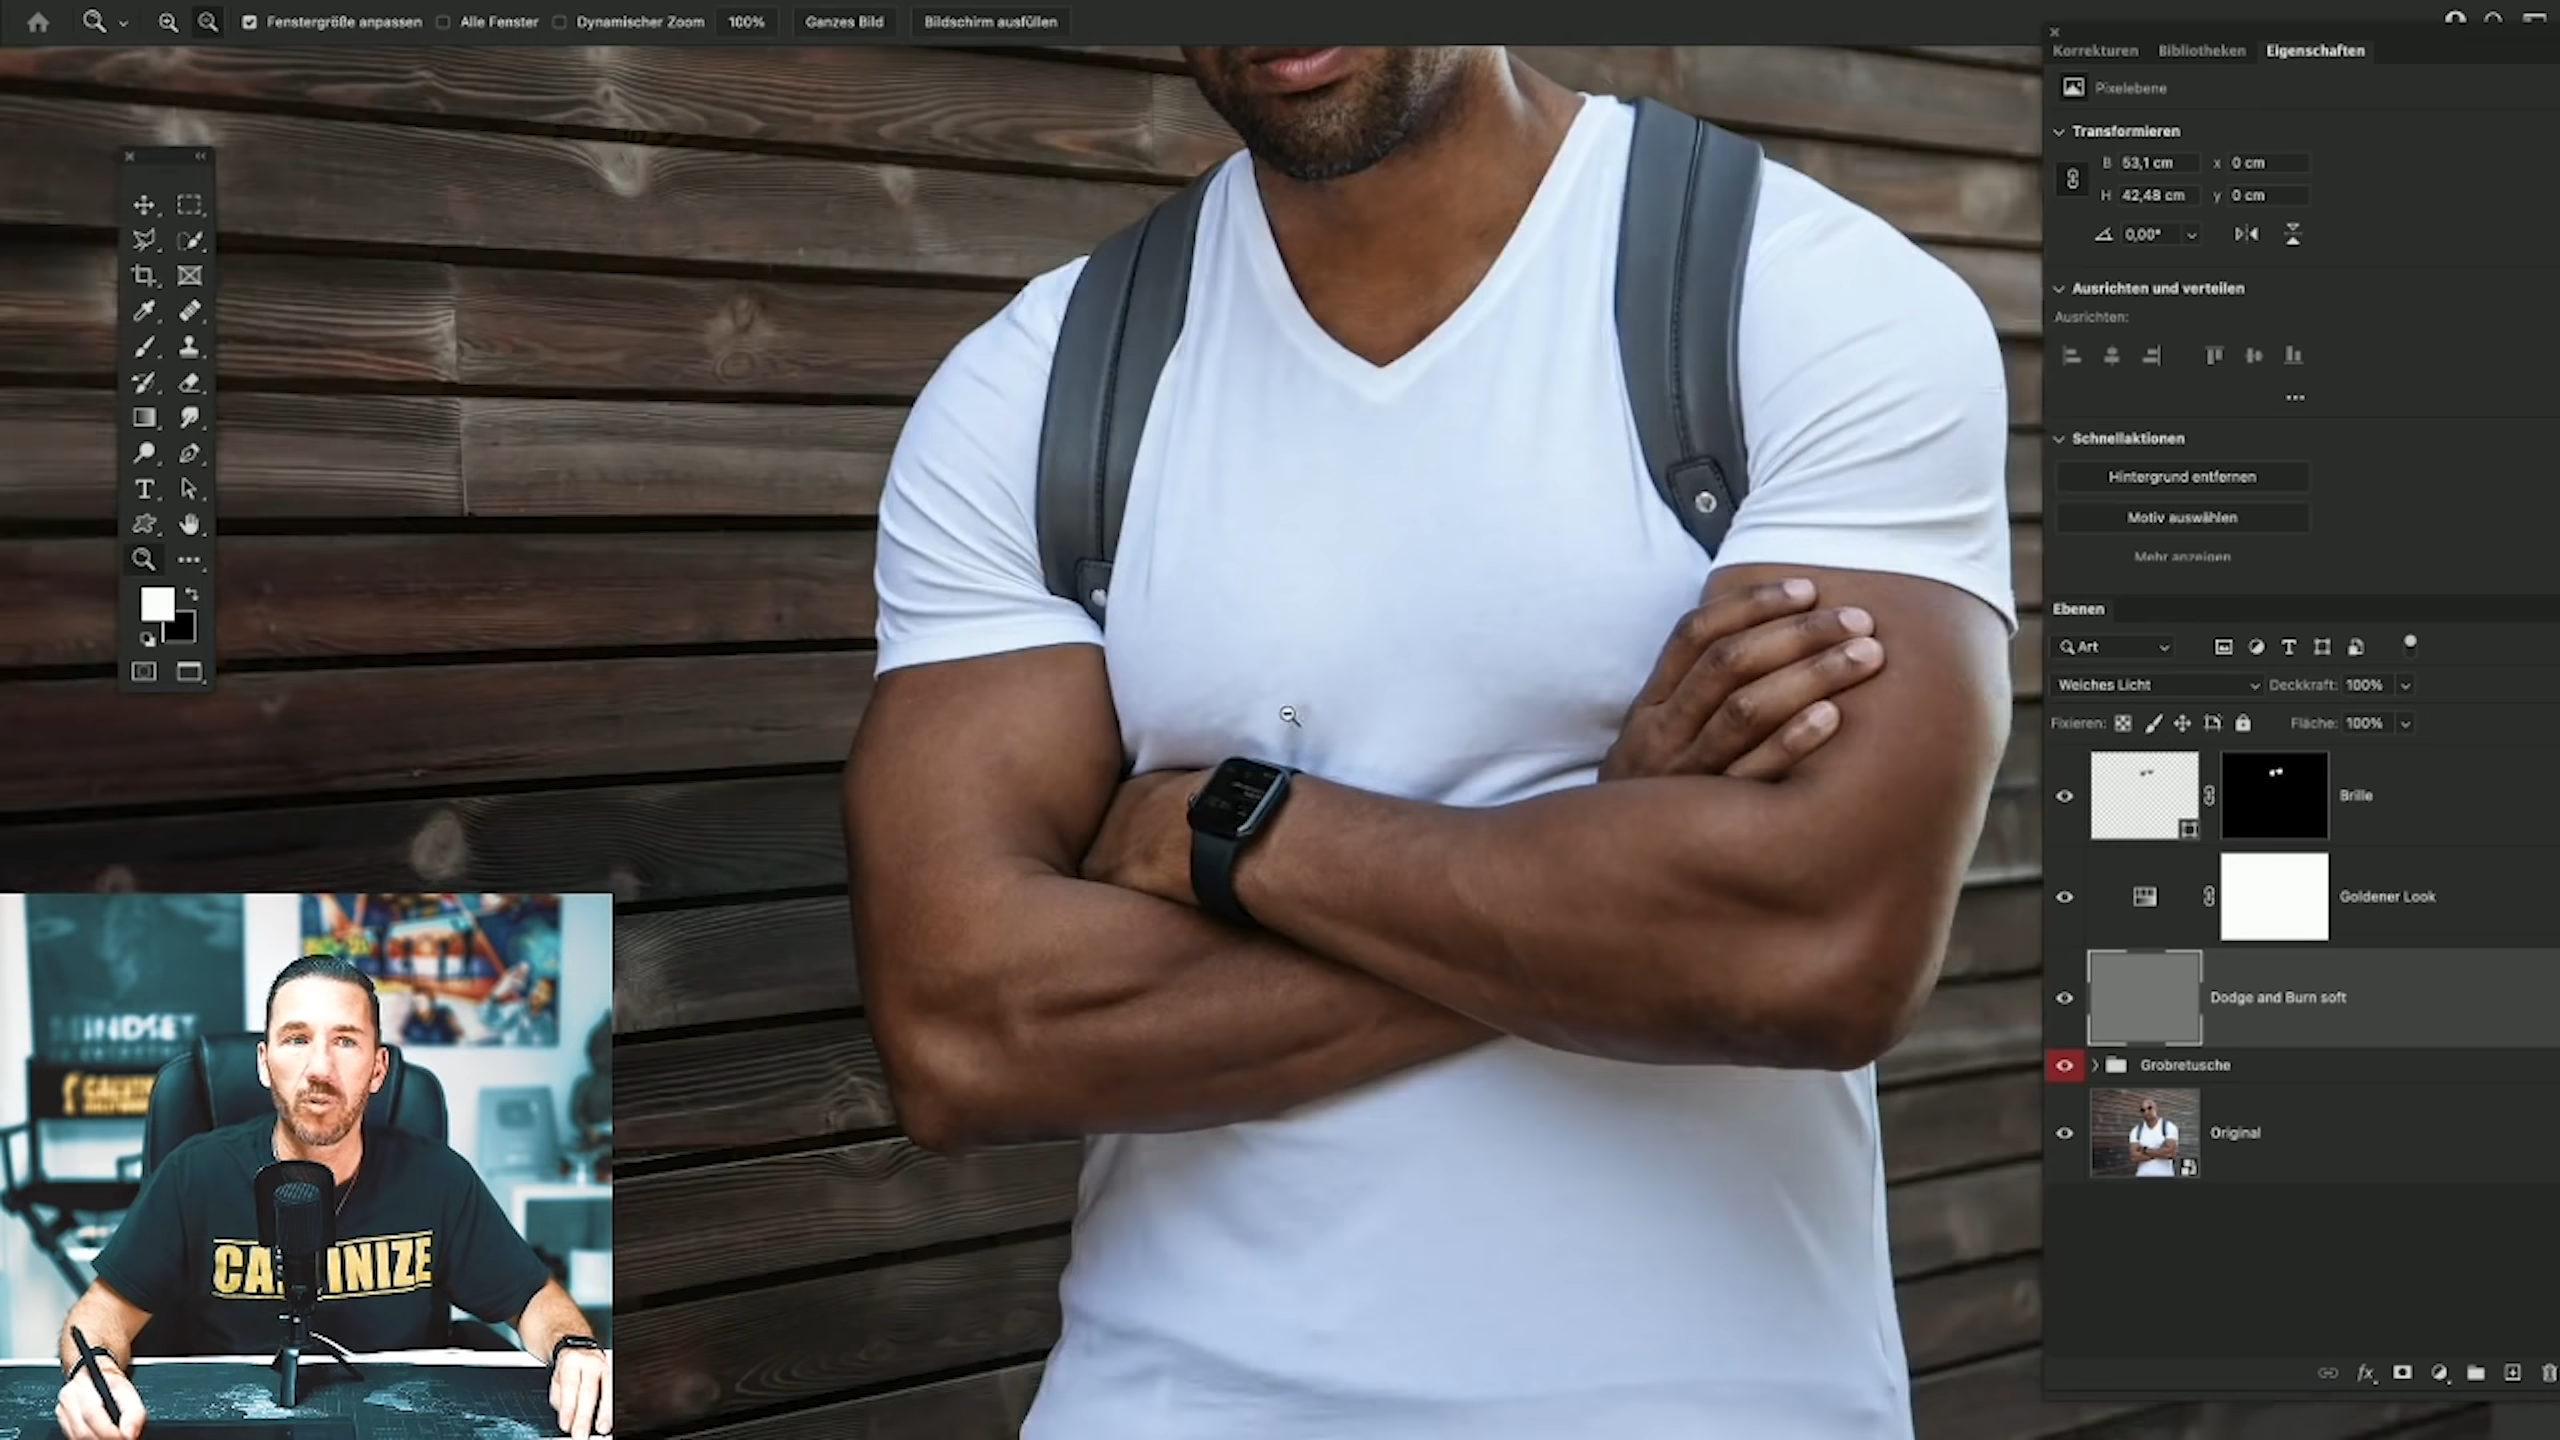 Fenstergröße anpassen Alle Fenster Dynamischer Zoom 100% Ganzes Bild Bildschirm ausfüllen
Korrekturen Bibliotheken Eigenschaften
Pixelebene
Transformieren
B 53,1 cm x 0 cm
H 42,48 cm y 0 cm
0,00°
Ausrichten und verteilen
Ausrichten:
Schnellaktionen
Hintergrund entfernen
Motiv auswählen
Mehr anzeigen
Ebenen
Art
Weiches Licht Deckkraft: 100%
Fixieren: Fläche: 100%
Brille
Goldener Look
Dodge and Burn soft
Grobretusche
Original
MINDSET